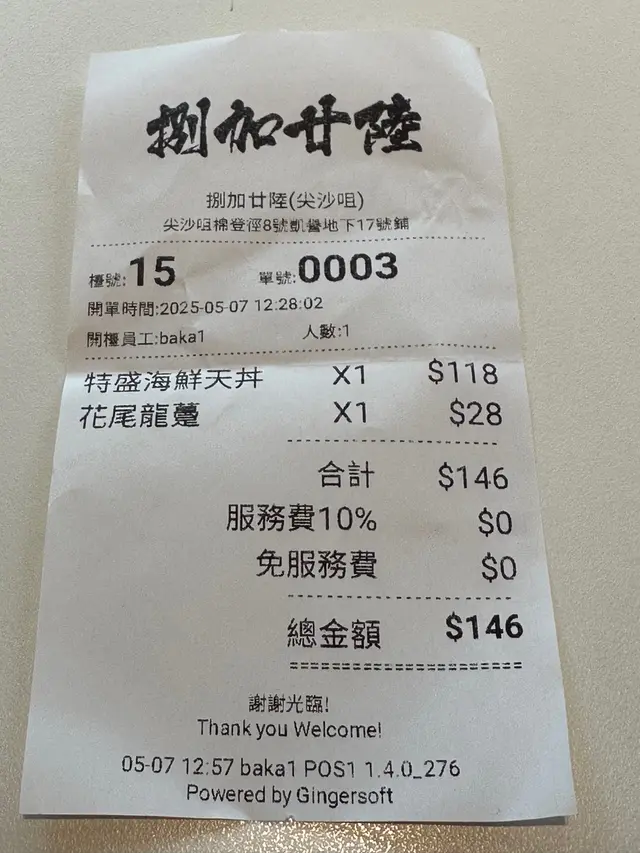 捌加廿陸
捌加廿陸(尖沙咀)
尖沙咀棉登徑8號凱譽地下17號舖
檯號:15 單號:0003
開單時間:2025-05-07 12:28:02
開檯員工:baka1 人數:1
特盛海鮮天丼 X1 $118
花尾龍躉 X1 $28
合計 $146
服務費10% $0
免服務費 $0
總金額 $146
謝謝光臨!
Thank you Welcome!
05-07 12:57 baka1 POS1 1.4.0_276
Powered by Gingersoft